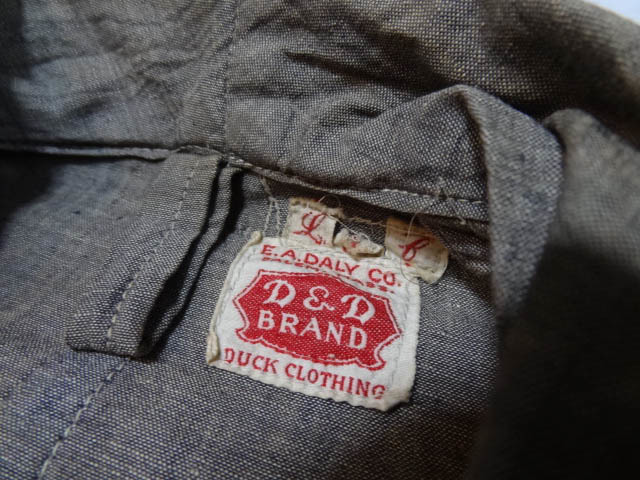 E.A.DALY CO.
D&D
BRAND
DUCK CLOTHING